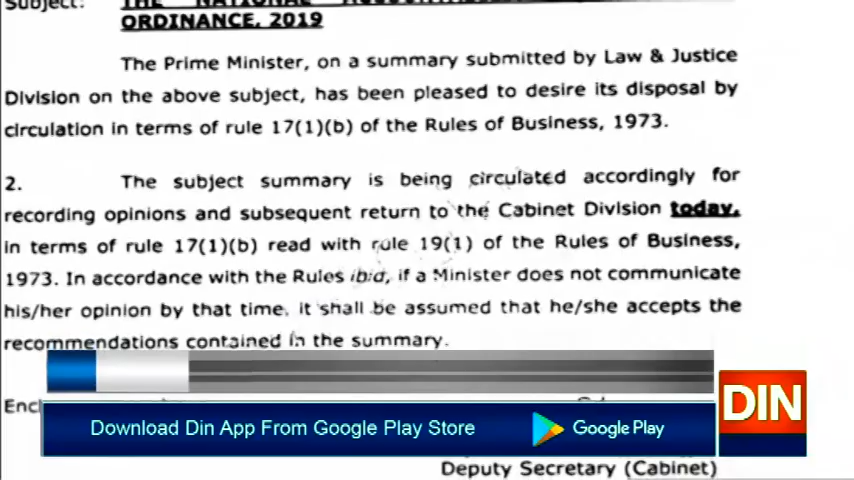 Subject:
THE NATIONAL
ORDINANCE, 2019
The Prime Minister, on a summary submitted by Law & Justice
Division on the above subject, has been pleased to desire its disposal by
circulation in terms of rule 17(1)(b) of the Rules of Business, 1973.
2. The subject summary is being circulated accordingly for
recording opinions and subsequent return to the Cabinet Division today,
in terms of rule 17(1)(b) read with rule 19(1) of the Rules of Business,
1973. In accordance with the Rules ibid, if a Minister does not communicate
his/her opinion by that time, it shall be assumed that he/she accepts the
recommendations contained in the summary.
Encl
Download Din App From Google Play Store
Google Play
DIN
Deputy Secretary (Cabinet)